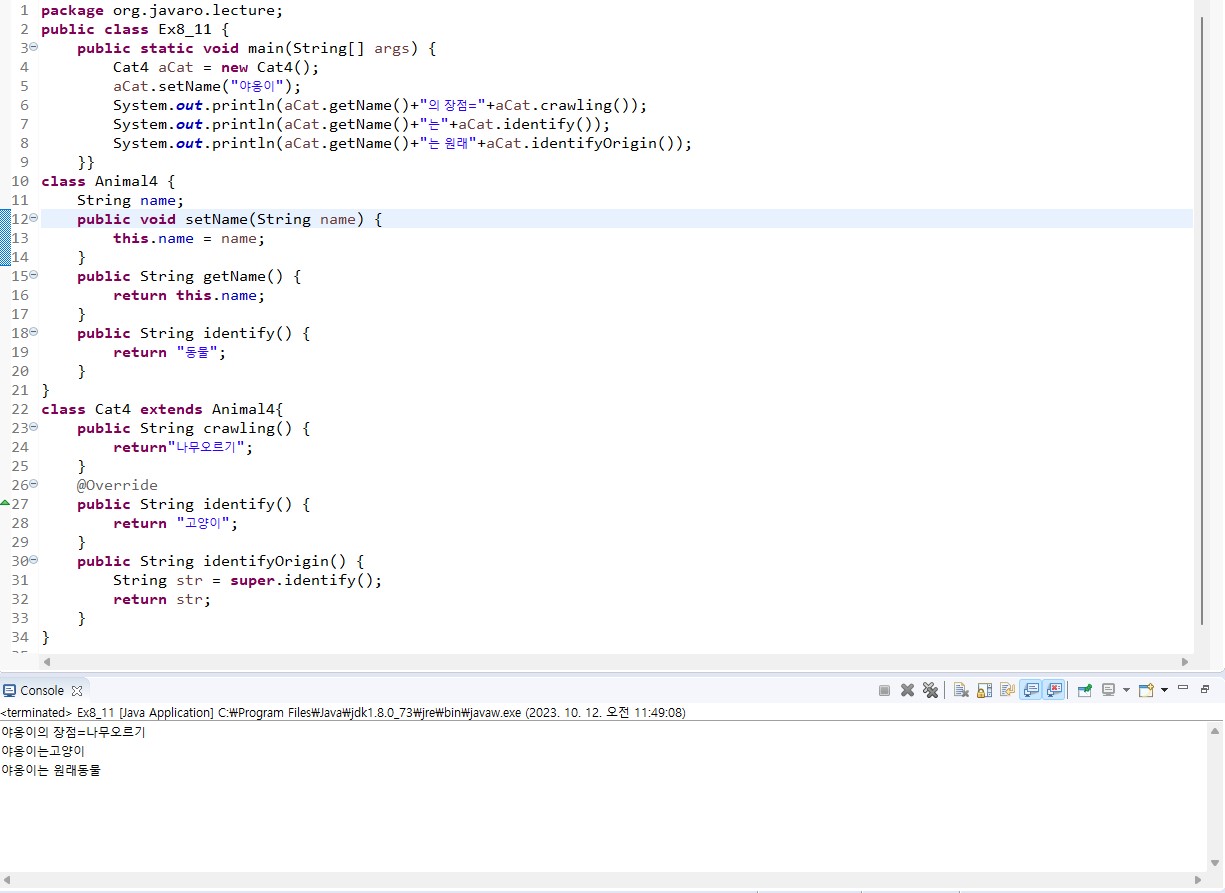 1 package org.javaro.lecture;
2 public class Ex8_11 {
3 public static void main(String[] args) {
4 Cat4 aCat = new Cat4();
5 aCat.setName("야옹이");
6 System.out.println(aCat.getName()+"의 장점="+aCat.crawling());
7 System.out.println(aCat.getName()+"는"+aCat.identify());
8 System.out.println(aCat.getName()+"는 원래"+aCat.identifyOrigin());
9 }}
10 class Animal4 {
11 String name;
12 public void setName(String name) {
13 this.name = name;
14 }
15 public String getName() {
16 return this.name;
17 }
18 public String identify() {
19 return "동물";
20 }
21 }
22 class Cat4 extends Animal4{
23 public String crawling() {
24 return"나무오르기";
25 }
26 @Override
27 public String identify() {
28 return "고양이";
29 }
30 public String identifyOrigin() {
31 String str = super.identify();
32 return str;
33 }
34 }
Console
<terminated> Ex8_11 [Java Application] C:₩Program Files₩Java₩jdk1.8.0_73₩jre₩bin₩javaw.exe (2023. 10. 12. 오전 11:49:08)
야옹이의 장점=나무오르기
야옹이는고양이
야옹이는 원래동물